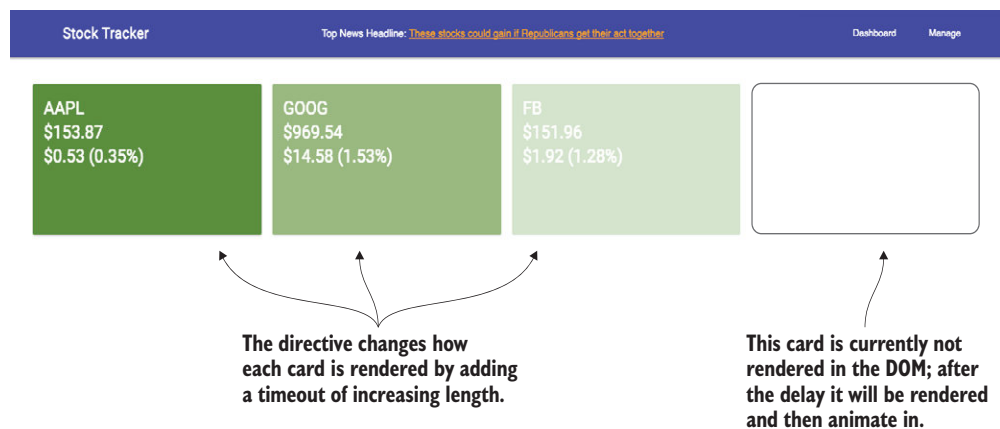 Stock Tracker
Top News Headline: These stocks could gain if Republicans get their act together
Dashboard
Manage
AAPL
$153.87
$0.53 (0.35%)
GOOG
$969.54
$14.58 (1.53%)
FB
$151.96
$1.92 (1.28%)
The directive changes how
each card is rendered by adding
a timeout of increasing length.
This card is currently not
rendered in the DOM; after
the delay it will be rendered
and then animate in.